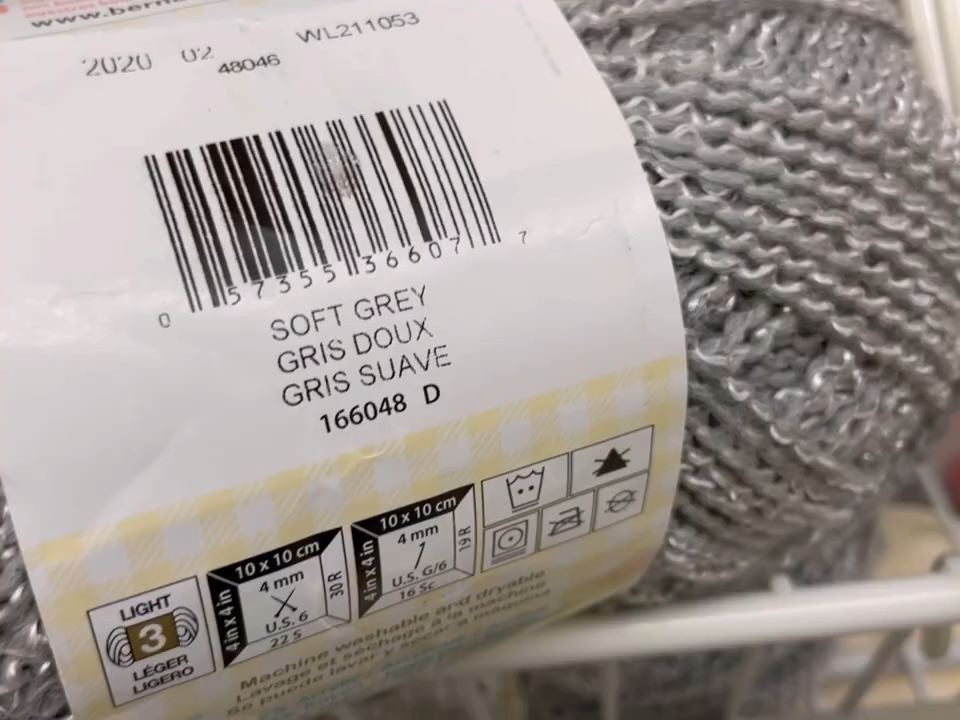 www.bern
2020 02 48046 WL211053
0 57355 36607 7
SOFT GREY
GRIS DOUX
GRIS SUAVE
166048 D
LIGHT
3
LÉGER
LIGERO
10 x 10 cm
4 in x 4 in
4 mm
30 R
U.S. 6
22 S
10 x 10 cm
4 in x 4 in
4 mm
19 R
U.S. G/6
16 Sc
Machine washable and dryable
Lavage et séchage à la machine
Se puede lavar y secar a máquina